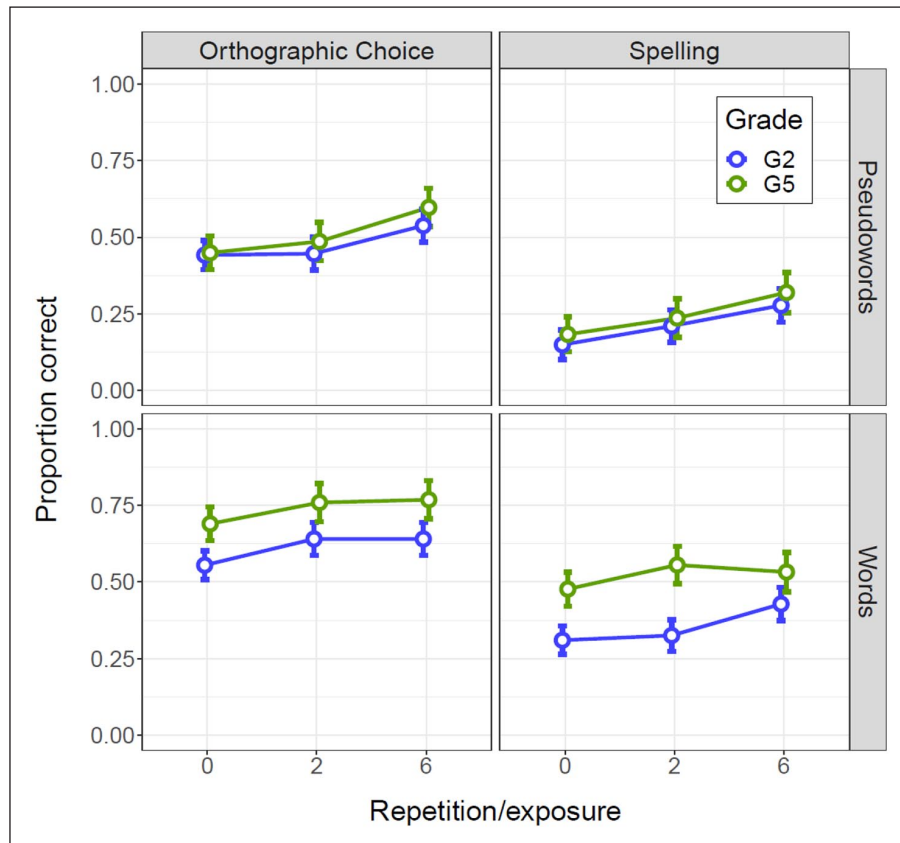 Orthographic Choice
Spelling
1.00
0.75
0.50
0.25
0.00
Grade
G2
G5
Pseudowords
1.00
0.75
0.50
0.25
0.00
Words
Proportion correct
0 2 6
0 2 6
Repetition/exposure